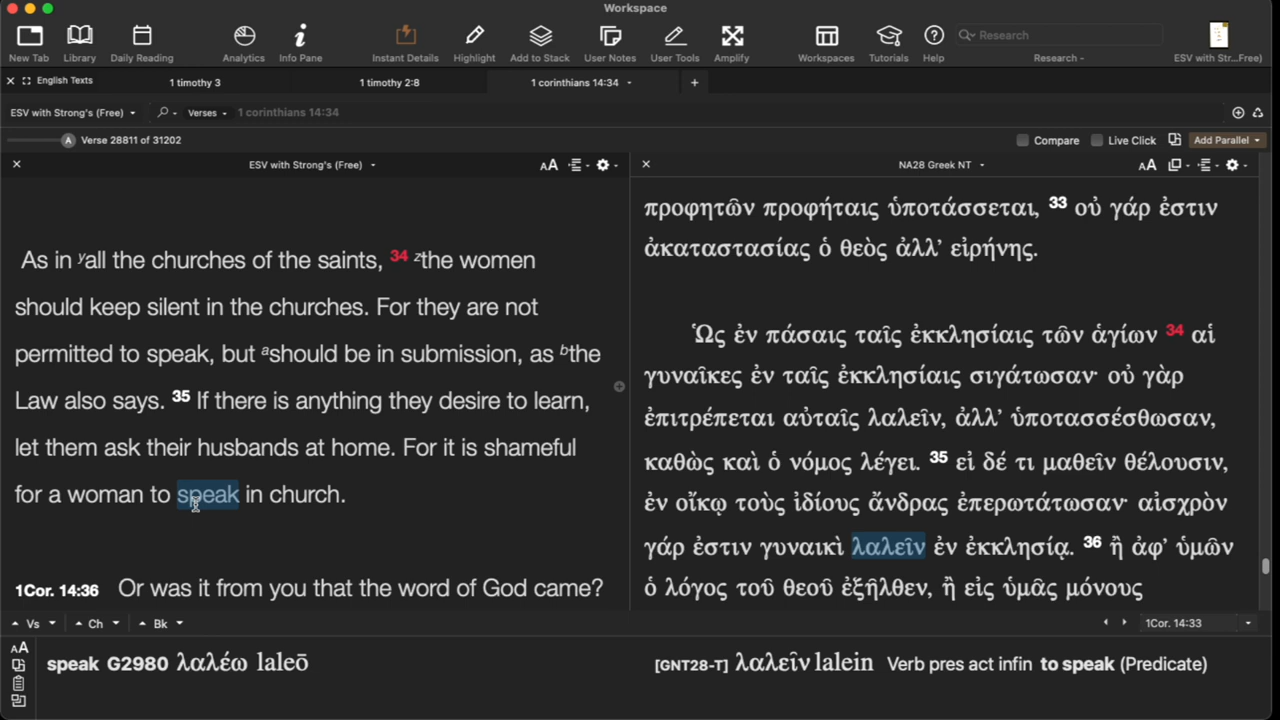 Workspace
New Tab Library Daily Reading Analytics Info Pane Instant Details Highlight Add to Stack User Notes User Tools Amplify Workspaces Tutorials Help Research Research - ESV with Str...Free)
English Texts 1 timothy 3 1 timothy 2:8 1 corinthians 14:34 +
ESV with Strong's (Free) Verses 1 corinthians 14:34
A Verse 28811 of 31202 Compare Live Click Add Parallel
ESV with Strong's (Free) AA
As in yall the churches of the saints, 34 zthe women
should keep silent in the churches. For they are not
permitted to speak, but ashould be in submission, as bthe
Law also says. 35 If there is anything they desire to learn,
let them ask their husbands at home. For it is shameful
for a woman to speak in church.
1Cor. 14:36 Or was it from you that the word of God came?
NA28 Greek NT AA
προφητῶν προφήταις ὑποτάσσεται, 33 οὐ γάρ ἐστιν
ἀκαταστασίας ὁ θεὸς ἀλλ’ εἰρήνης.
Ὡς ἐν πάσαις ταῖς ἐκκλησίαις τῶν ἁγίων 34 αἱ
γυναῖκες ἐν ταῖς ἐκκλησίαις σιγάτωσαν· οὐ γὰρ
ἐπιτρέπεται αὐταῖς λαλεῖν, ἀλλ’ ὑποτασσέσθωσαν,
καθὼς καὶ ὁ νόμος λέγει. 35 εἰ δέ τι μαθεῖν θέλουσιν,
ἐν οἴκῳ τοὺς ἰδίους ἄνδρας ἐπερωτάτωσαν· αἰσχρὸν
γάρ ἐστιν γυναικὶ λαλεῖν ἐν ἐκκλησίᾳ. 36 ἢ ἀφ’ ὑμῶν
ὁ λόγος τοῦ θεοῦ ἐξῆλθεν, ἢ εἰς ὑμᾶς μόνους
Vs Ch Bk 1Cor. 14:33
AA
speak G2980 λαλέω laleō
[GNT28-T] λαλεῖν lalein Verb pres act infin to speak (Predicate)